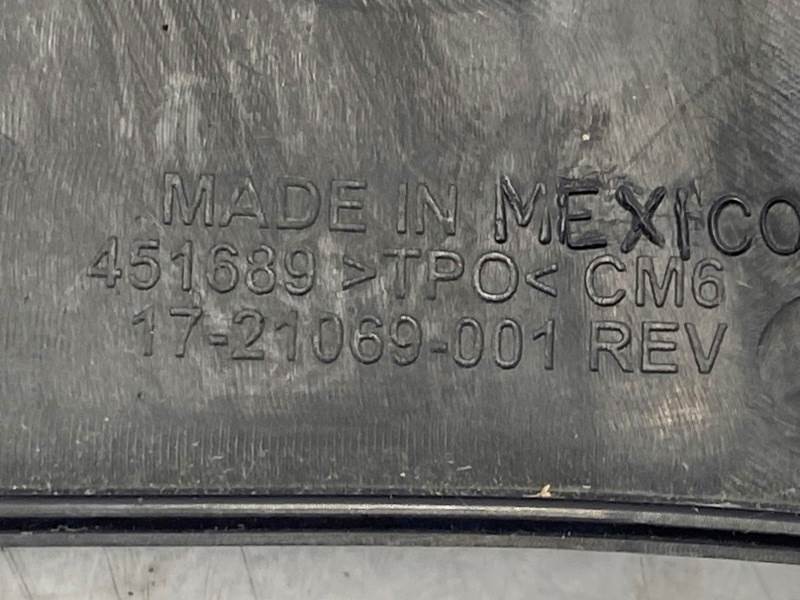 MADE IN MEXICO
451689 >TPO< CM6
17-21069-001 REV